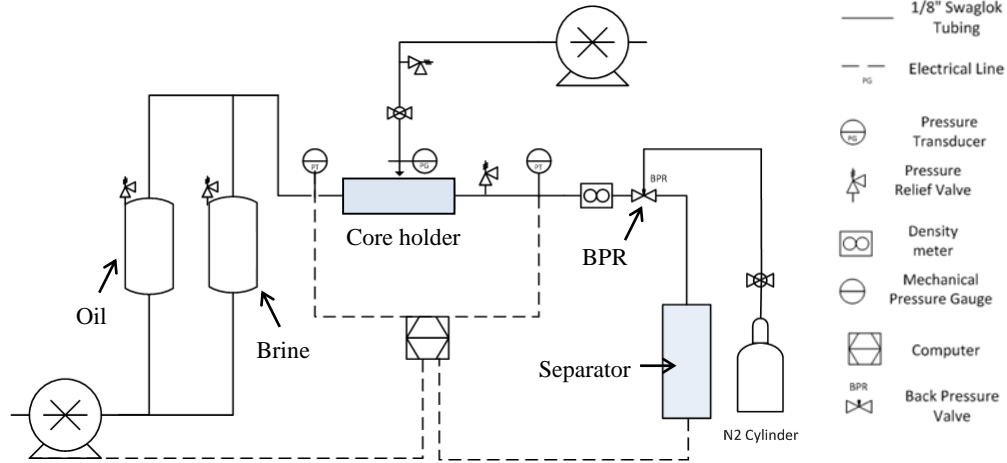 1/8" Swaglok
Tubing
Electrical Line
PG
Pressure
Transducer
PG
Pressure
Relief Valve
Density
meter
Mechanical
Pressure Gauge
Computer
BPR
Back Pressure
Valve
PT
PG
PT
BPR
Core holder
BPR
Oil
Brine
Separator
N2 Cylinder